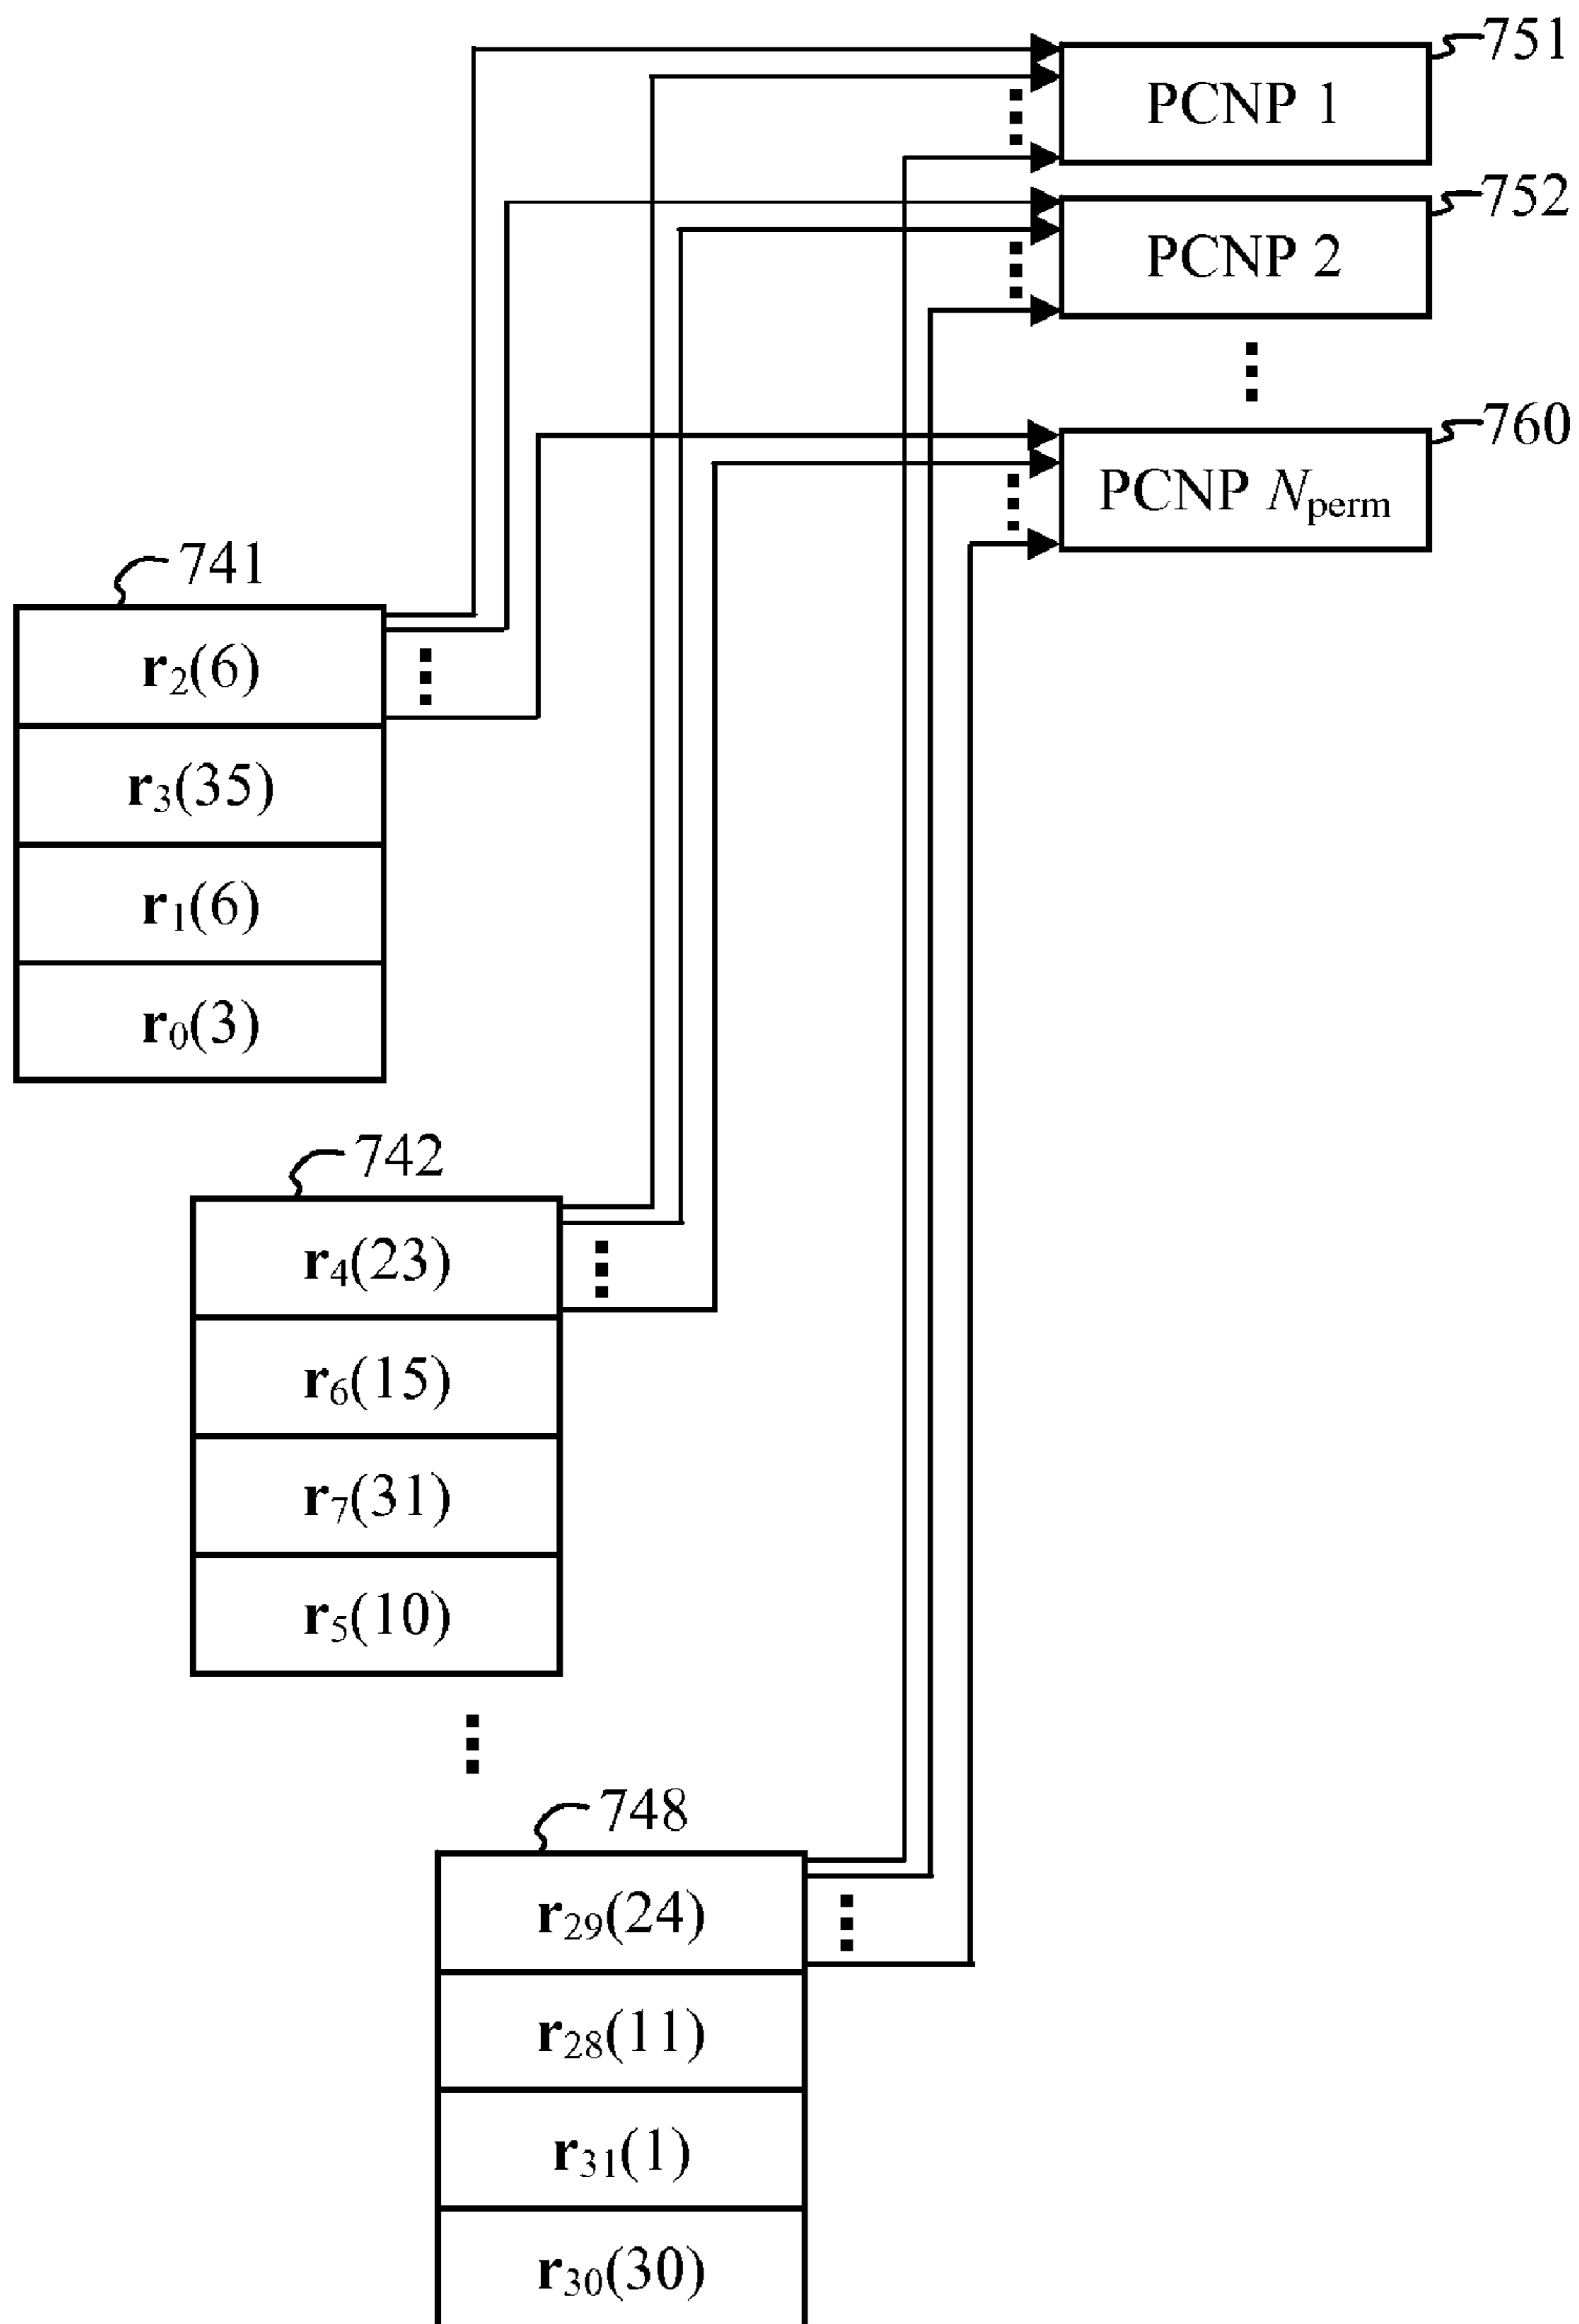 751
PCNP 1
752
PCNP 2
760
PCNP Nperm
741
r2(6)
r3(35)
r1(6)
r0(3)
742
r4(23)
r6(15)
r7(31)
r5(10)
748
r29(24)
r28(11)
r31(1)
r30(30)